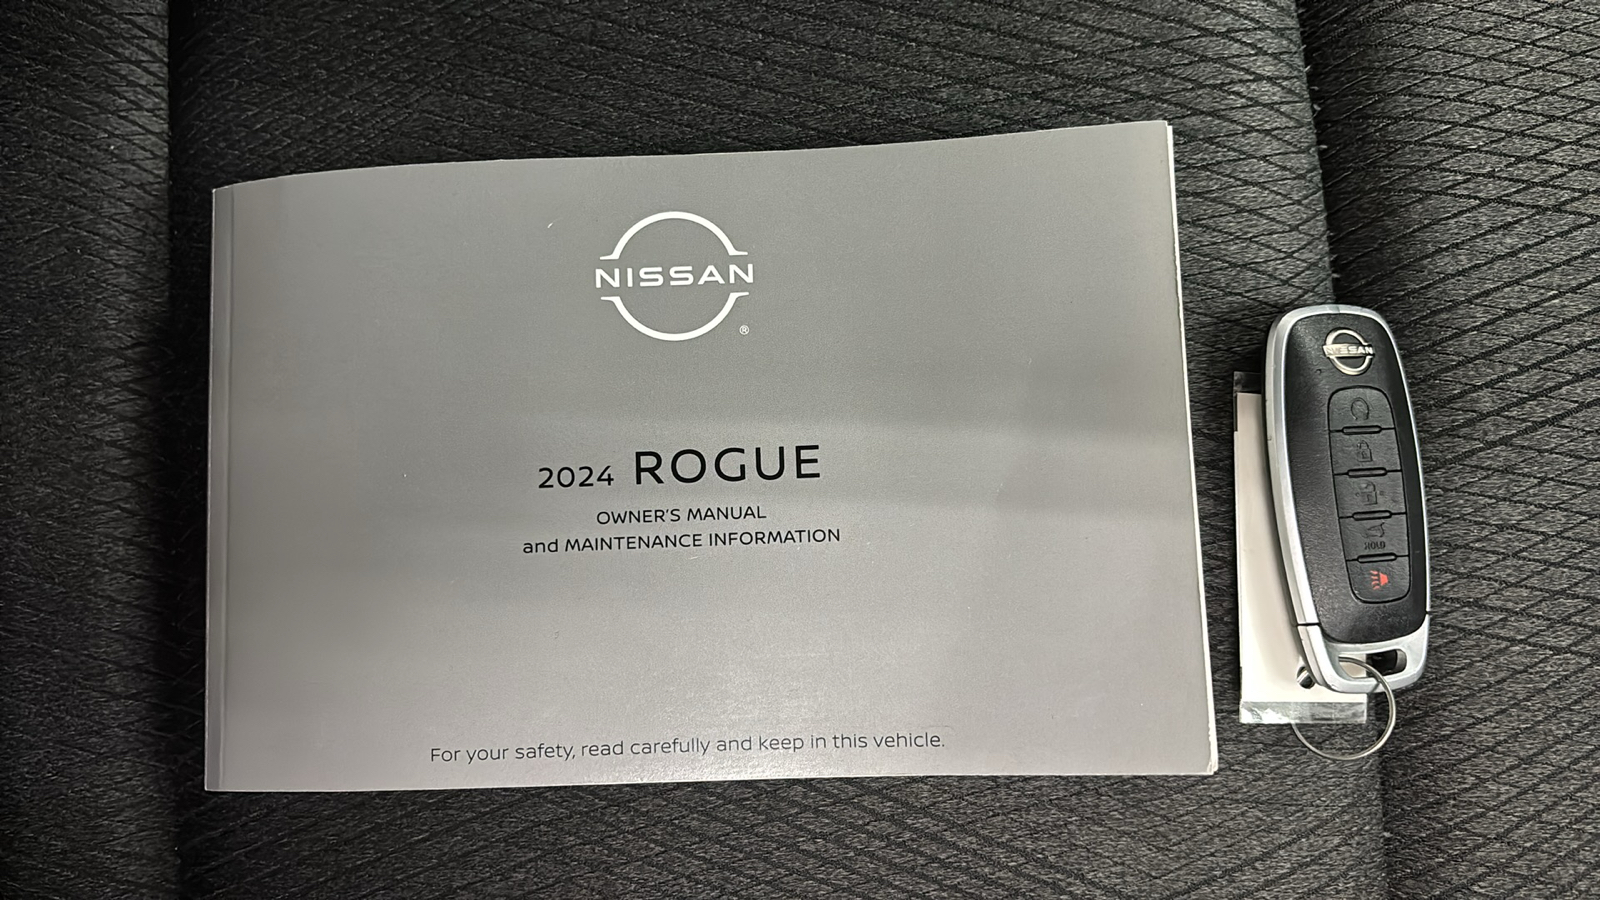 NISSAN
®
2024 ROGUE
OWNER'S MANUAL
and MAINTENANCE INFORMATION
For your safety, read carefully and keep in this vehicle.
NISSAN
HOLD